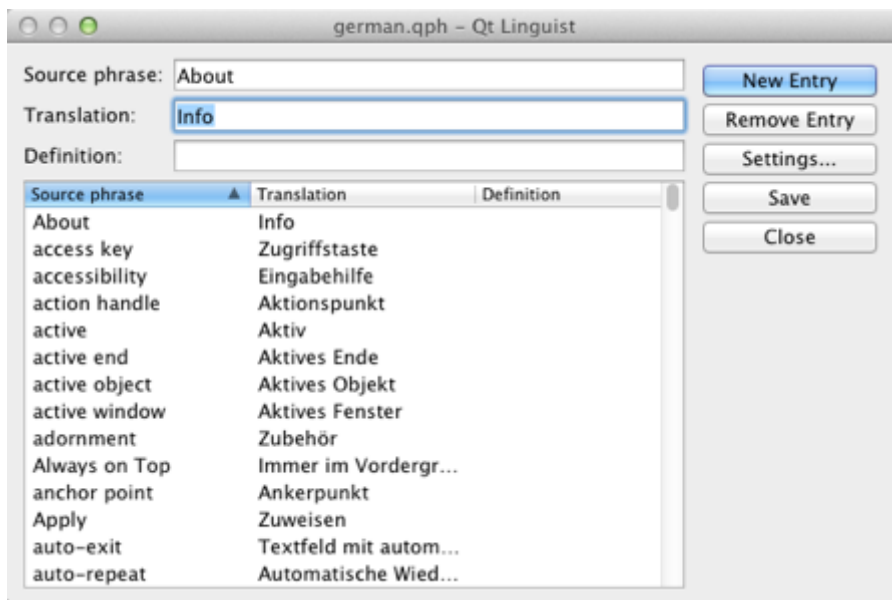 german.qph – Qt Linguist
Source phrase: About
New Entry
Translation: Info
Remove Entry
Definition:
Settings...
Source phrase Translation Definition
Save
About Info
Close
access key Zugriffstaste
accessibility Eingabehilfe
action handle Aktionspunkt
active Aktiv
active end Aktives Ende
active object Aktives Objekt
active window Aktives Fenster
adornment Zubehör
Always on Top Immer im Vordergr...
anchor point Ankerpunkt
Apply Zuweisen
auto-exit Textfeld mit autom...
auto-repeat Automatische Wied...